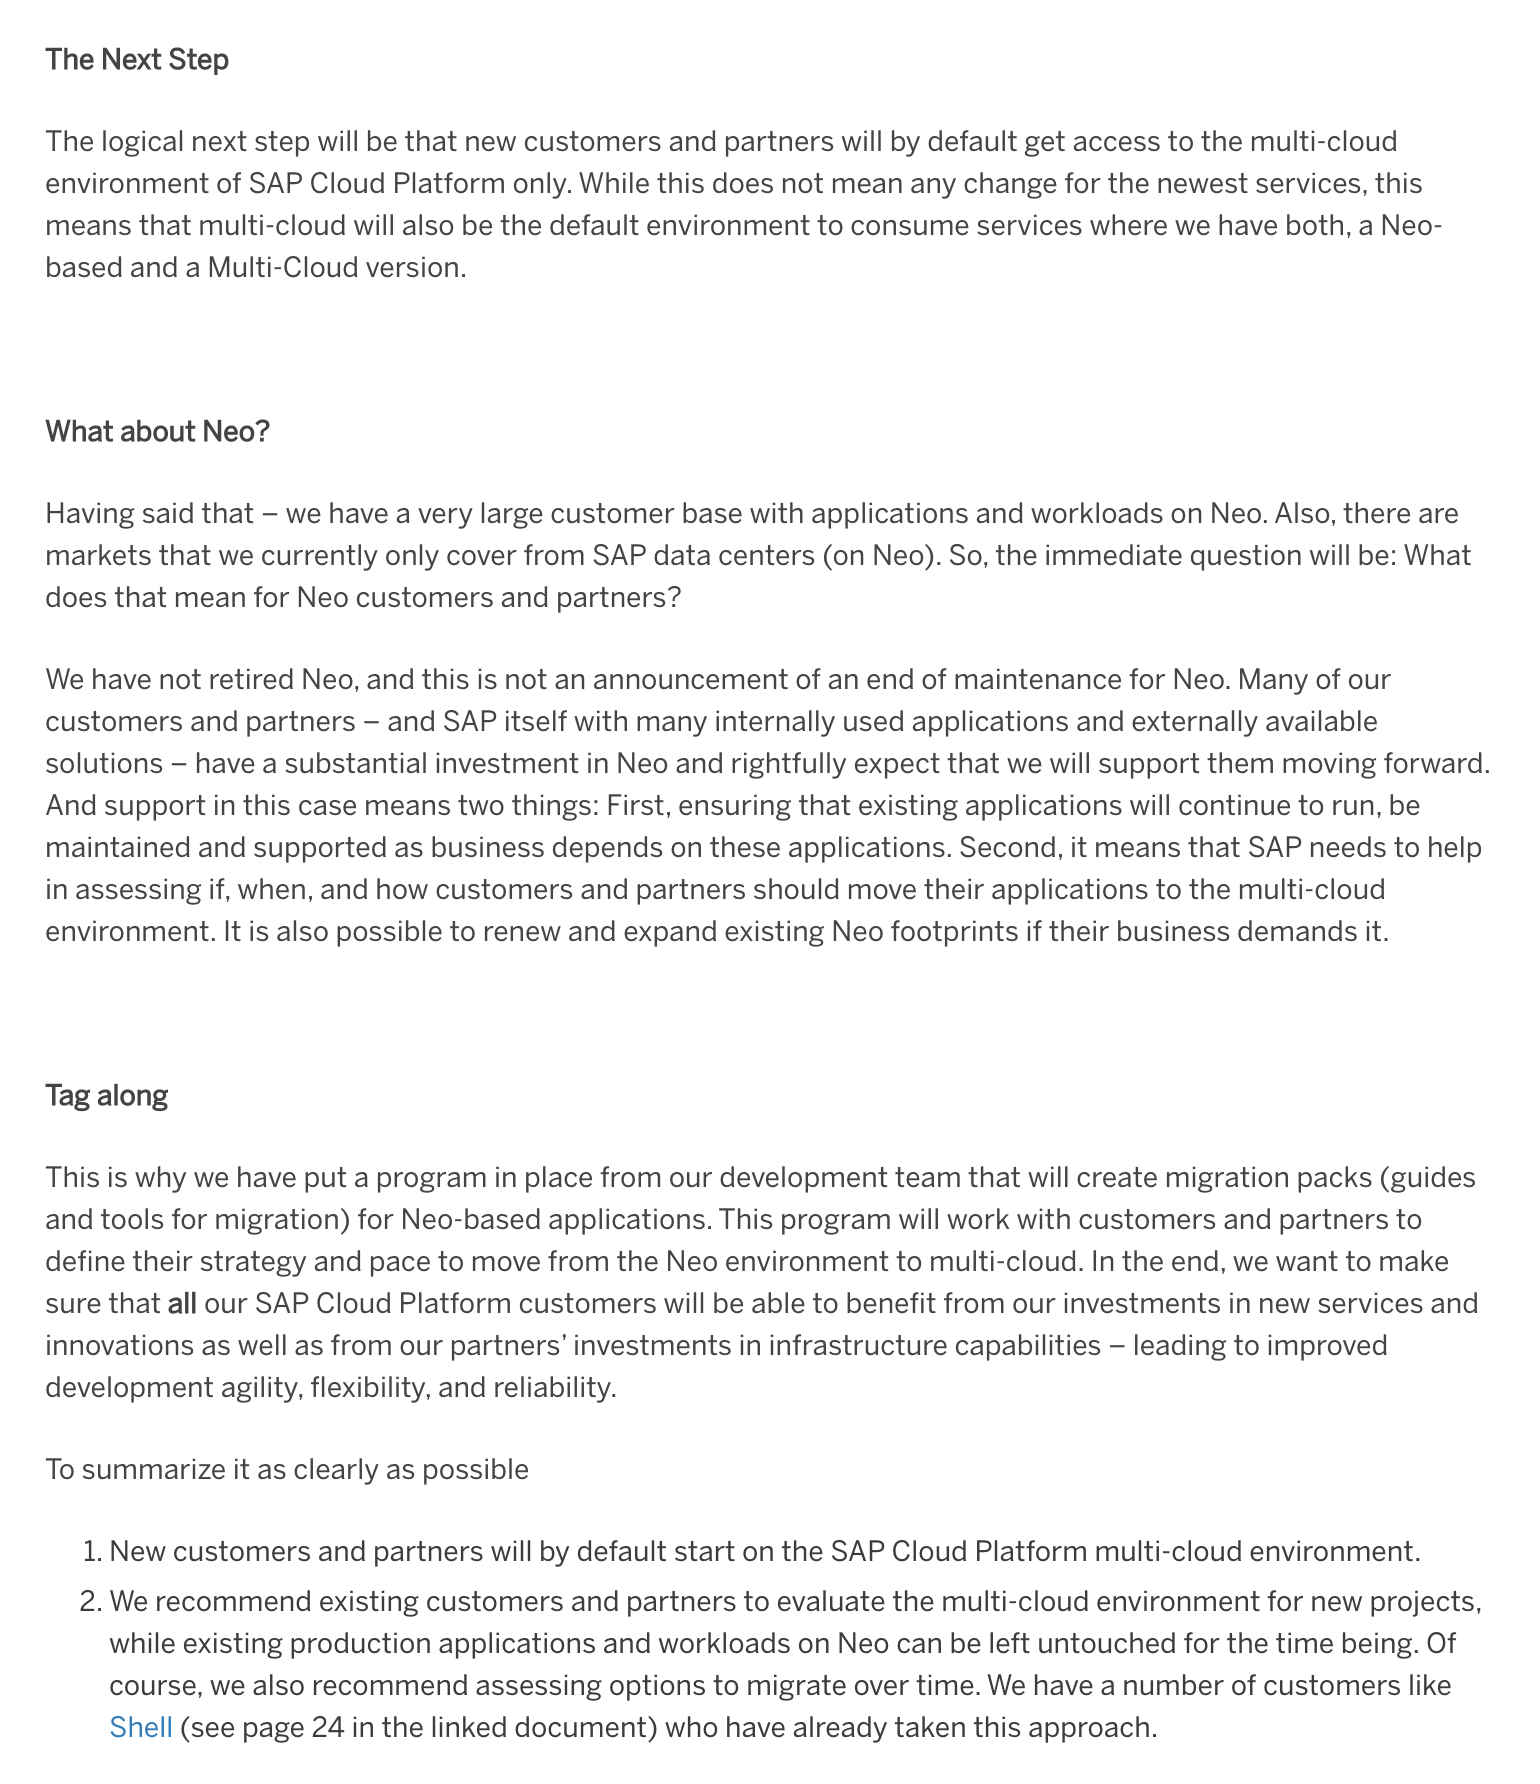 The Next Step
The logical next step will be that new customers and partners will by default get access to the multi-cloud
environment of SAP Cloud Platform only. While this does not mean any change for the newest services, this
means that multi-cloud will also be the default environment to consume services where we have both, a Neo-
based and a Multi-Cloud version.
What about Neo?
Having said that – we have a very large customer base with applications and workloads on Neo. Also, there are
markets that we currently only cover from SAP data centers (on Neo). So, the immediate question will be: What
does that mean for Neo customers and partners?
We have not retired Neo, and this is not an announcement of an end of maintenance for Neo. Many of our
customers and partners – and SAP itself with many internally used applications and externally available
solutions – have a substantial investment in Neo and rightfully expect that we will support them moving forward.
And support in this case means two things: First, ensuring that existing applications will continue to run, be
maintained and supported as business depends on these applications. Second, it means that SAP needs to help
in assessing if, when, and how customers and partners should move their applications to the multi-cloud
environment. It is also possible to renew and expand existing Neo footprints if their business demands it.
Tag along
This is why we have put a program in place from our development team that will create migration packs (guides
and tools for migration) for Neo-based applications. This program will work with customers and partners to
define their strategy and pace to move from the Neo environment to multi-cloud. In the end, we want to make
sure that all our SAP Cloud Platform customers will be able to benefit from our investments in new services and
innovations as well as from our partners’ investments in infrastructure capabilities – leading to improved
development agility, flexibility, and reliability.
To summarize it as clearly as possible
1. New customers and partners will by default start on the SAP Cloud Platform multi-cloud environment.
2. We recommend existing customers and partners to evaluate the multi-cloud environment for new projects,
while existing production applications and workloads on Neo can be left untouched for the time being. Of
course, we also recommend assessing options to migrate over time. We have a number of customers like
Shell (see page 24 in the linked document) who have already taken this approach.